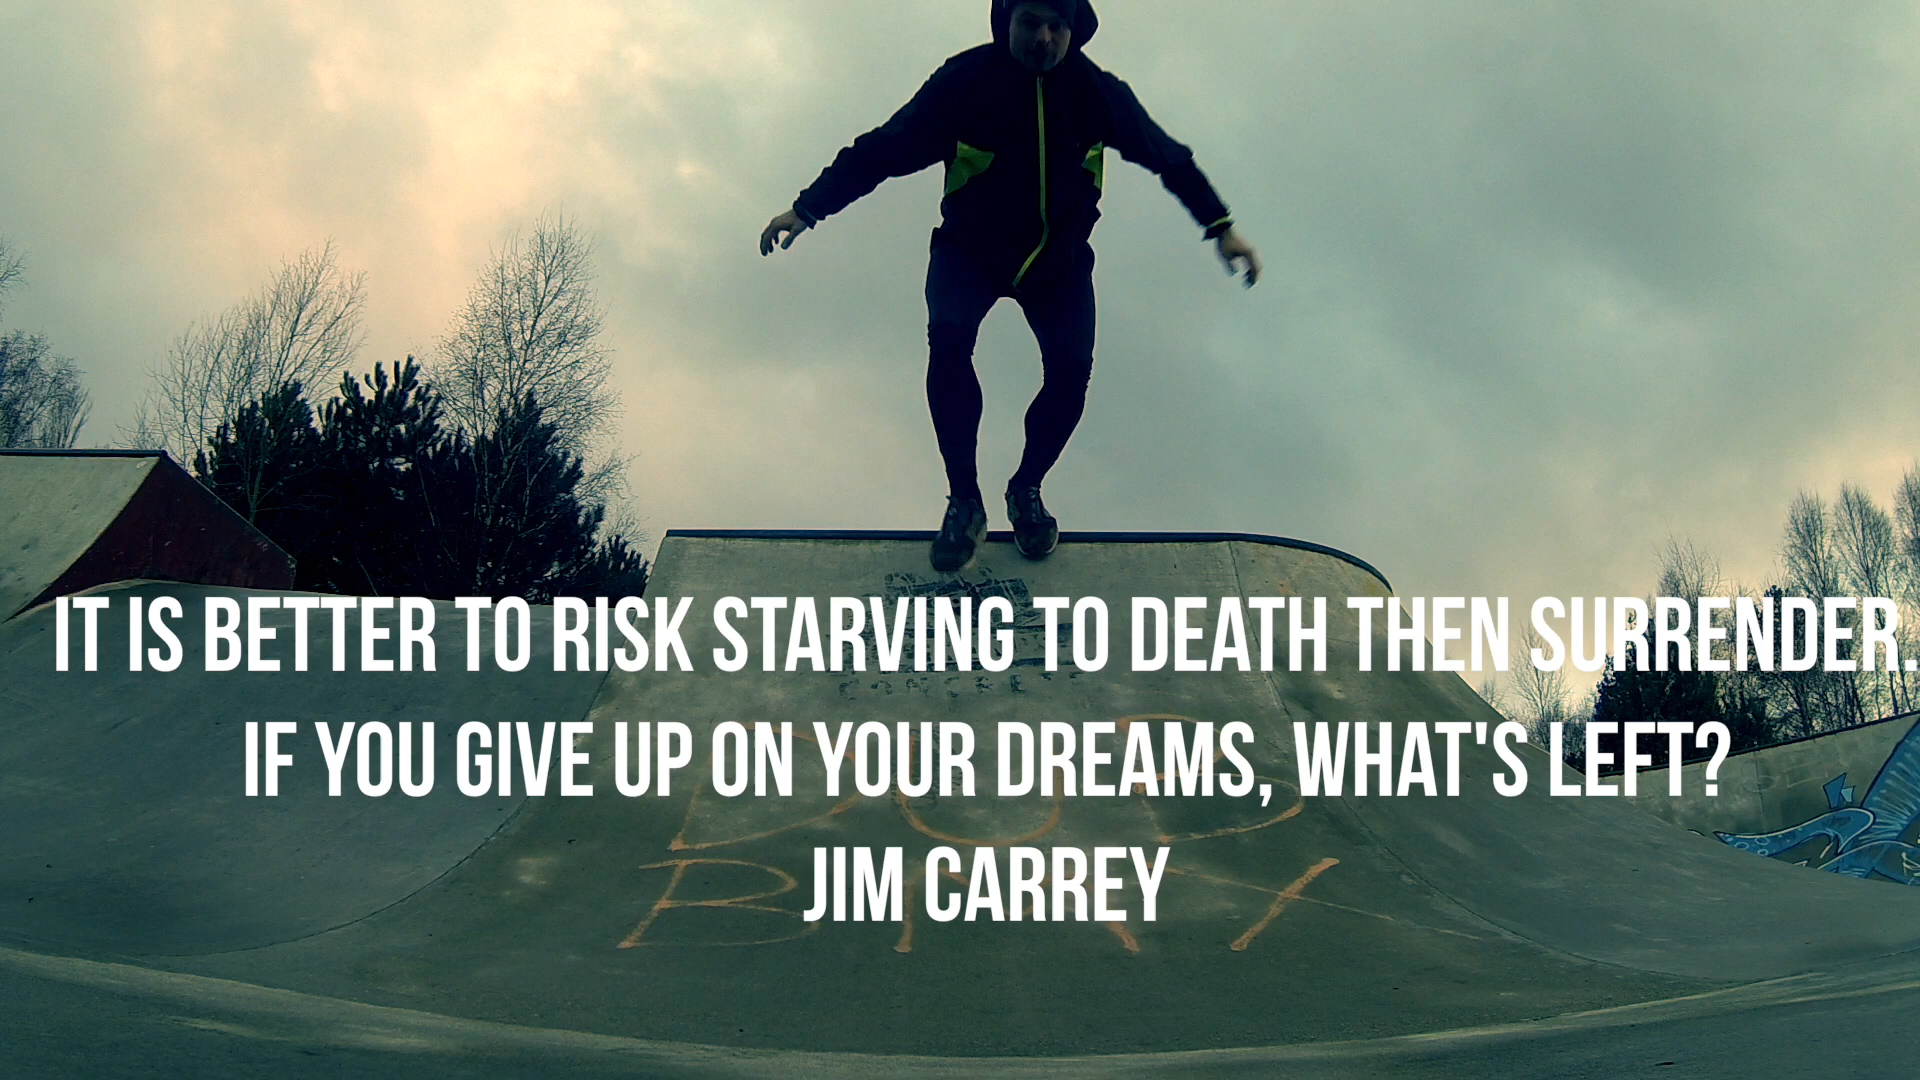 IT IS BETTER TO RISK STARVING TO DEATH THEN SURRENDER.
IF YOU GIVE UP ON YOUR DREAMS, WHAT'S LEFT?
JIM CARREY